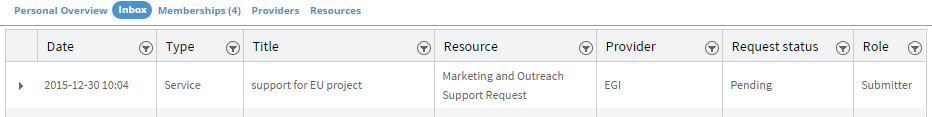 Personal Overview Inbox Memberships (4) Providers Resources
Date Type Title Resource Provider Request status Role
2015-12-30 10:04 Service support for EU project Marketing and Outreach Support Request EGI Pending Submitter